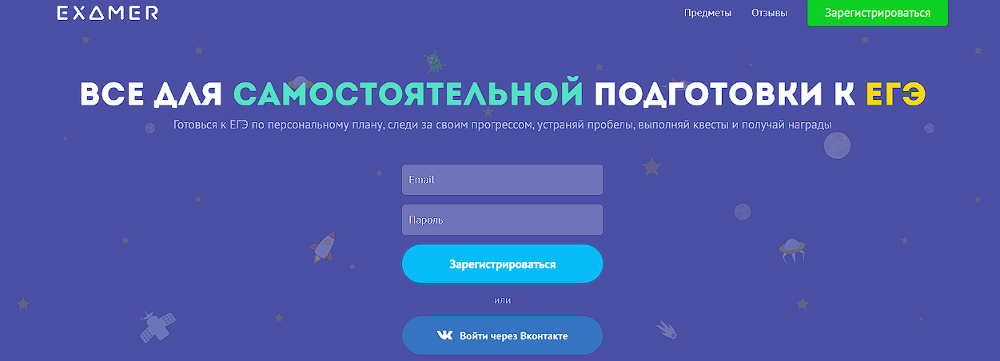 EXAMER
Предметы
Отзывы
Зарегистрироваться
ВСЕ ДЛЯ САМОСТОЯТЕЛЬНОЙ ПОДГОТОВКИ К ЕГЭ
Готовься к ЕГЭ по персональному плану, следи за своим прогрессом, устраняй пробелы, выполняй квесты и получай награды
Email
Пароль
Зарегистрироваться
или
Войти через Вконтакте